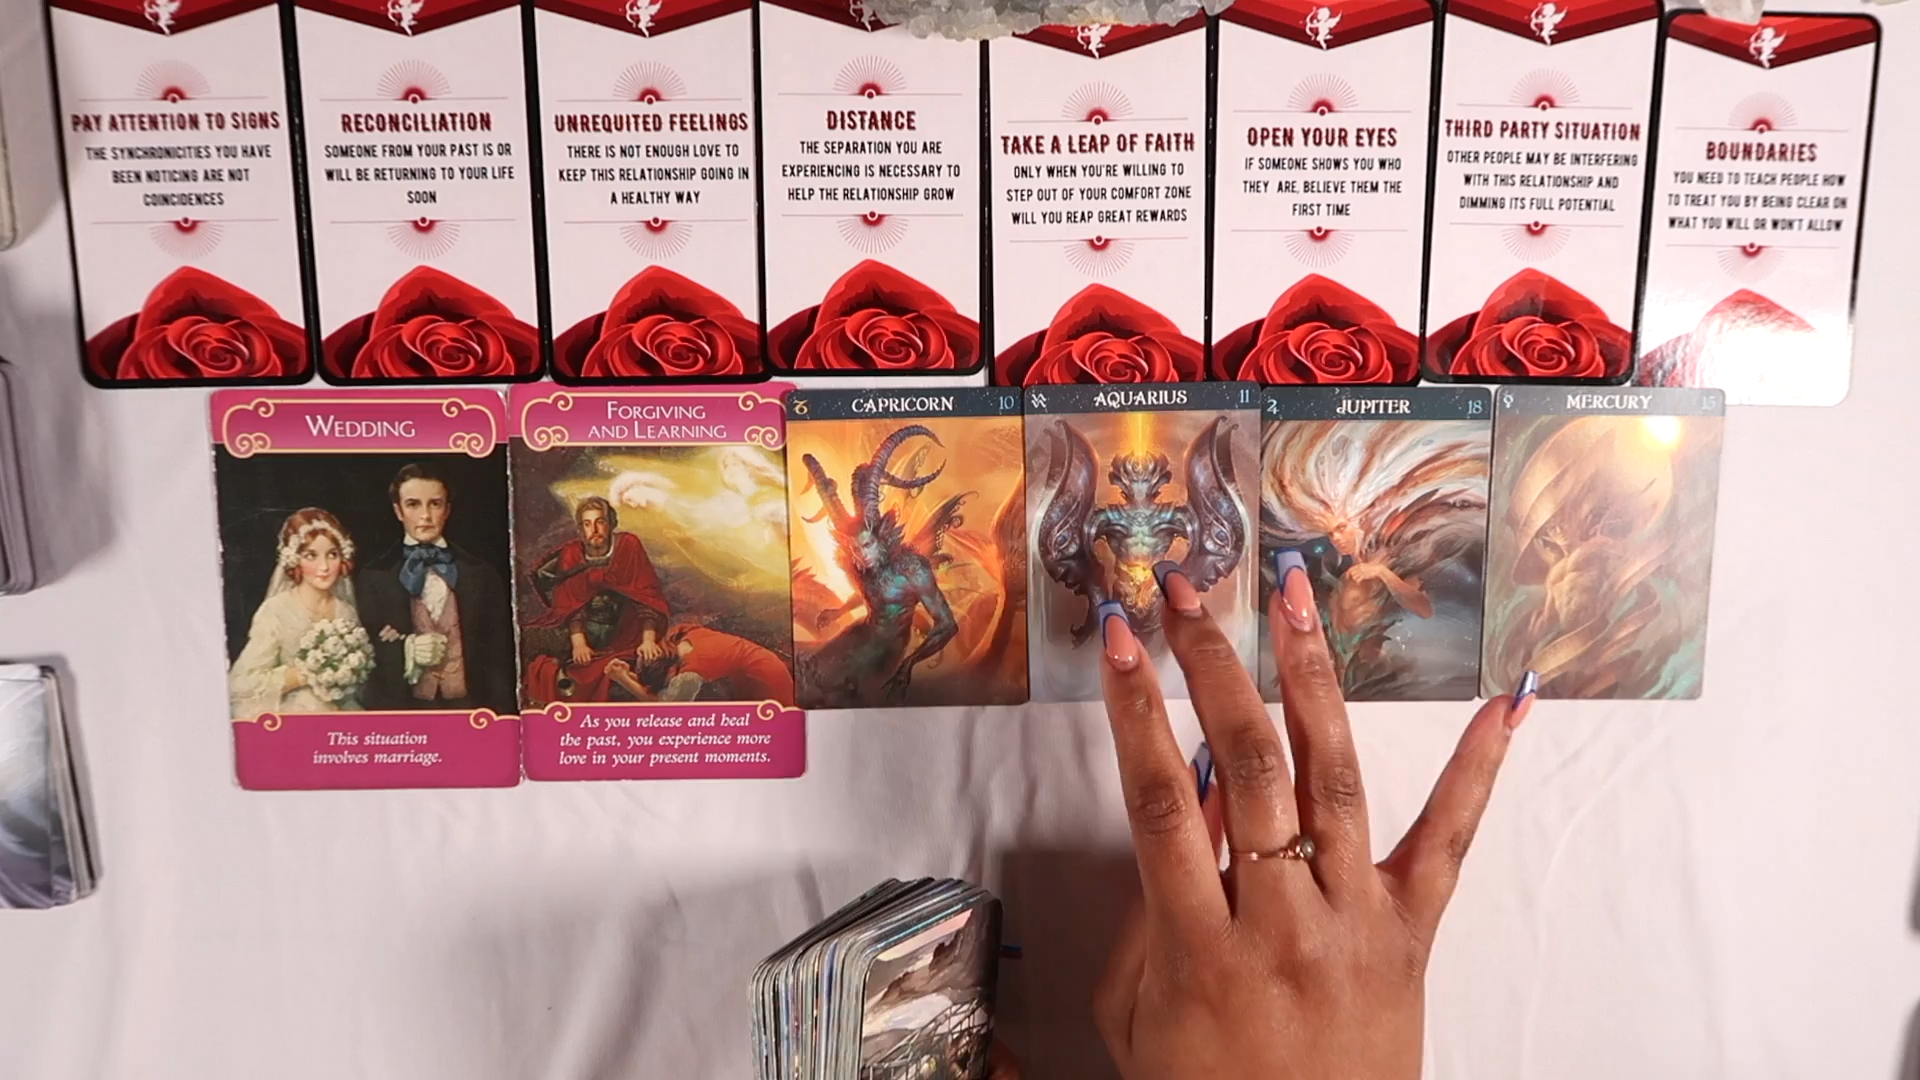 PAY ATTENTION TO SIGNS
THE SYNCHRONICITIES YOU HAVE
BEEN NOTICING ARE NOT
COINCIDENCES
RECONCILIATION
SOMEONE FROM YOUR PAST IS OR
WILL BE RETURNING TO YOUR LIFE
SOON
UNREQUITED FEELINGS
THERE IS NOT ENOUGH LOVE TO
KEEP THIS RELATIONSHIP GOING IN
A HEALTHY WAY
DISTANCE
THE SEPARATION YOU ARE
EXPERIENCING IS NECESSARY TO
HELP THE RELATIONSHIP GROW
TAKE A LEAP OF FAITH
ONLY WHEN YOU'RE WILLING TO
STEP OUT OF YOUR COMFORT ZONE
WILL YOU REAP GREAT REWARDS
OPEN YOUR EYES
IF SOMEONE SHOWS YOU WHO
THEY ARE, BELIEVE THEM THE
FIRST TIME
THIRD PARTY SITUATION
OTHER PEOPLE MAY BE INTERFERING
WITH THIS RELATIONSHIP AND
DIMMING ITS FULL POTENTIAL
BOUNDARIES
YOU NEED TO TEACH PEOPLE HOW
TO TREAT YOU BY BEING CLEAR ON
WHAT YOU WILL OR WON'T ALLOW
WEDDING
This situation
involves marriage.
FORGIVING
AND LEARNING
As you release and heal
the past, you experience more
love in your present moments.
♑ CAPRICORN 10
♒ AQUARIUS 11
♃ JUPITER 18
☿ MERCURY 15